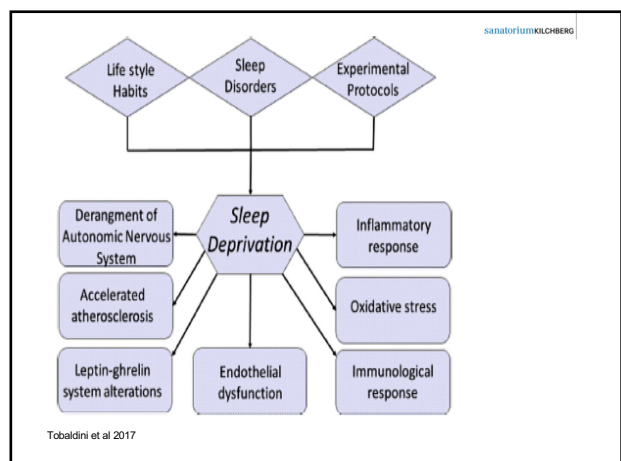 sanatoriumKILCHBERG
Life style
Habits
Sleep
Disorders
Experimental
Protocols
Sleep
Deprivation
Derangment of
Autonomic Nervous
System
Inflammatory
response
Accelerated
atherosclerosis
Oxidative stress
Leptin-ghrelin
system alterations
Endothelial
dysfunction
Immunological
response
Tobaldini et al 2017